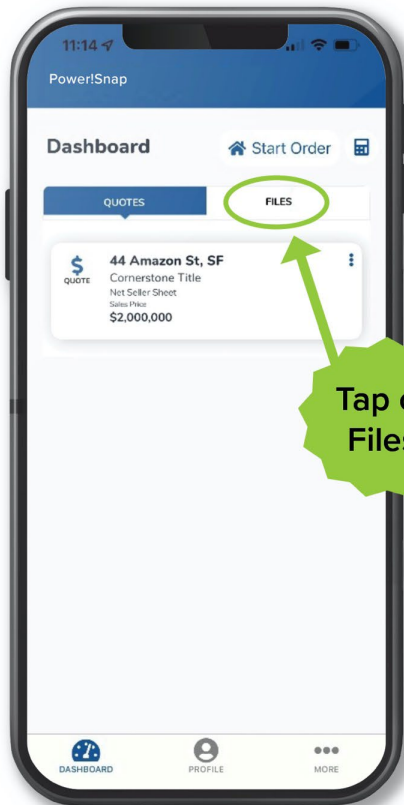 11:14
Power!Snap
Dashboard
Start Order
QUOTES
FILES
$
QUOTE
44 Amazon St, SF
Cornerstone Title
Net Seller Sheet
Sales Price
$2,000,000
Tap
Files
DASHBOARD
PROFILE
MORE